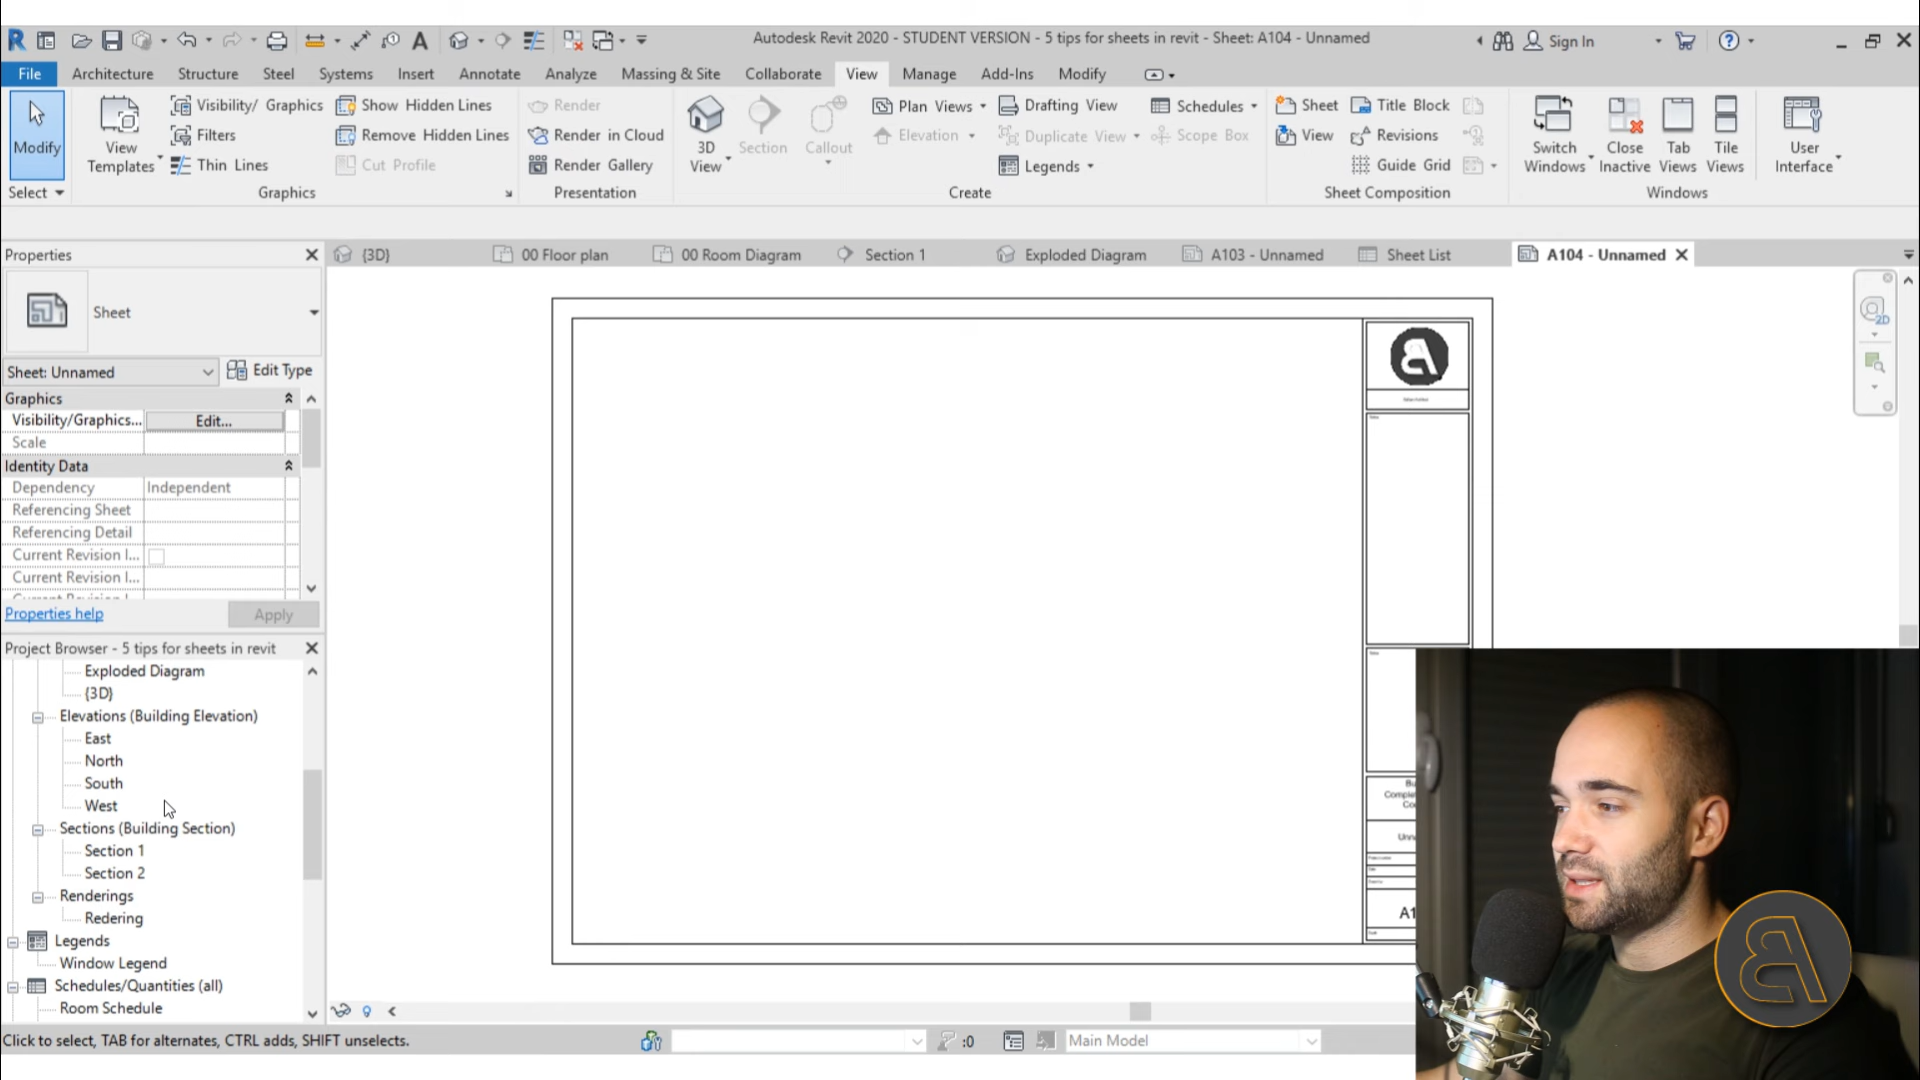 Autodesk Revit 2020 - STUDENT VERSION - 5 tips for sheets in revit - Sheet: A104 - Unnamed
Sign In
File Architecture Structure Steel Systems Insert Annotate Analyze Massing & Site Collaborate View Manage Add-Ins Modify
Modify
Select
View Templates
Visibility/ Graphics
Filters
Thin Lines
Show Hidden Lines
Remove Hidden Lines
Cut Profile
Graphics
Render
Render in Cloud
Render Gallery
Presentation
3D View
Section
Callout
Plan Views
Elevation
Drafting View
Duplicate View
Legends
Schedules
Scope Box
Create
Sheet
View
Title Block
Revisions
Guide Grid
Sheet Composition
Switch Windows
Close Inactive
Tab Views
Tile Views
Windows
User Interface
Properties
{3D} 00 Floor plan 00 Room Diagram Section 1 Exploded Diagram A103 - Unnamed Sheet List A104 - Unnamed
2D
Sheet
Sheet: Unnamed
Edit Type
Graphics
Visibility/Graphics... Edit...
Scale
Identity Data
Dependency Independent
Referencing Sheet
Referencing Detail
Current Revision I...
Current Revision I...
Properties help
Apply
Project Browser - 5 tips for sheets in revit
Exploded Diagram
{3D}
Elevations (Building Elevation)
East
North
South
West
Sections (Building Section)
Section 1
Section 2
Renderings
Redering
Legends
Window Legend
Schedules/Quantities (all)
Room Schedule
A1
Click to select, TAB for alternates, CTRL adds, SHIFT unselects.
:0
Main Model